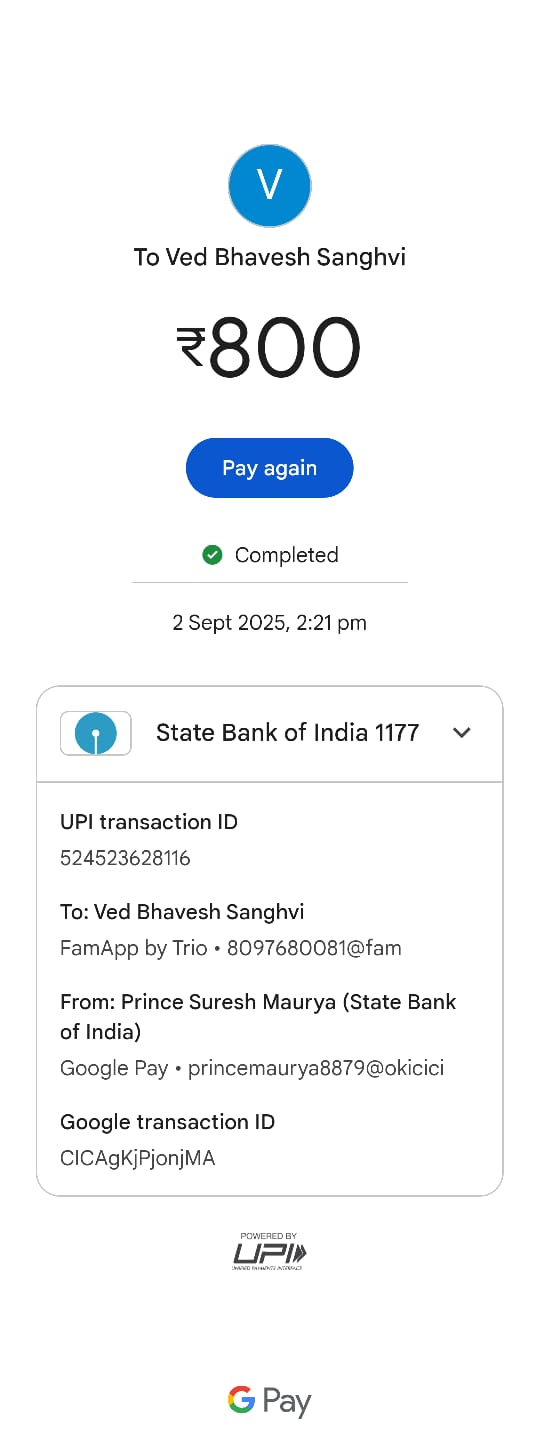 V
To Ved Bhavesh Sanghvi
₹800
Pay again
Completed
2 Sept 2025, 2:21 pm
State Bank of India 1177
UPI transaction ID
524523628116
To: Ved Bhavesh Sanghvi
FamApp by Trio • 8097680081@fam
From: Prince Suresh Maurya (State Bank
of India)
Google Pay • princemaurya8879@okicici
Google transaction ID
CICAgKjPjonjMA
POWERED BY
UPI
UNIFIED PAYMENTS INTERFACE
G Pay